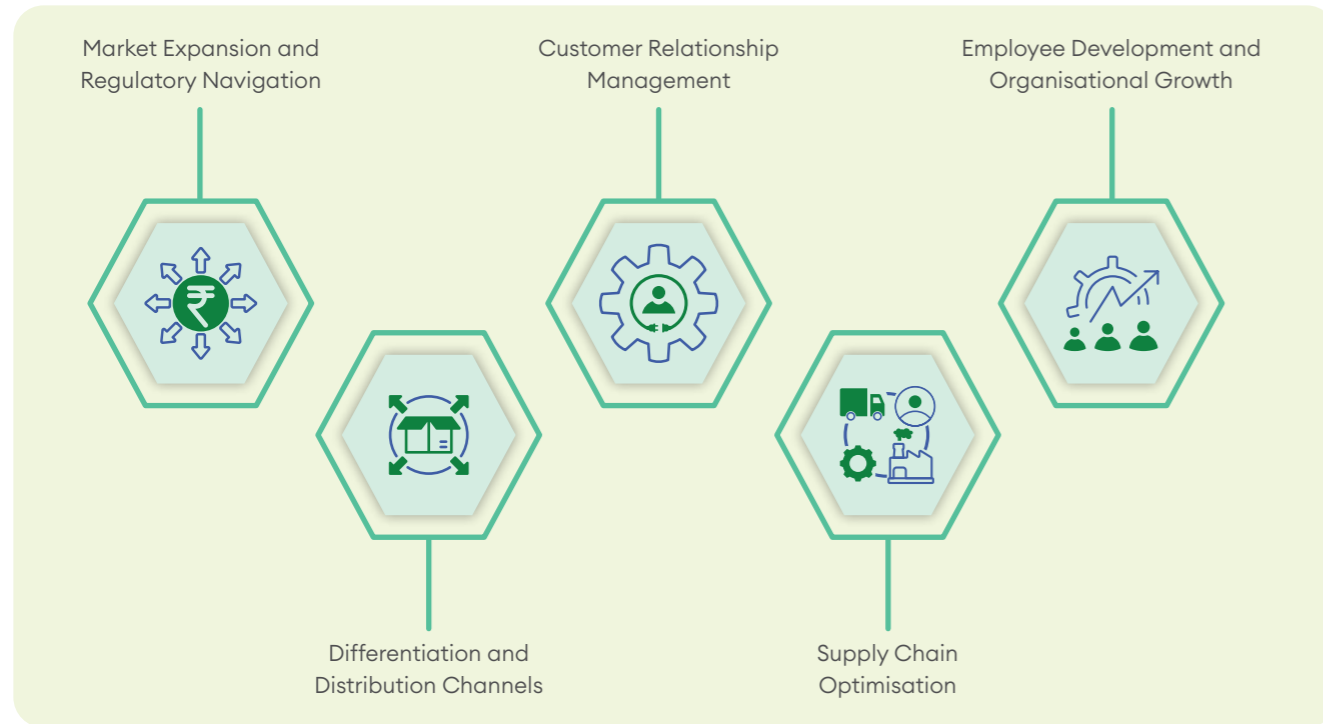 Market Expansion and
Regulatory Navigation
Customer Relationship
Management
Employee Development and
Organisational Growth
₹
Differentiation and
Distribution Channels
Supply Chain
Optimisation